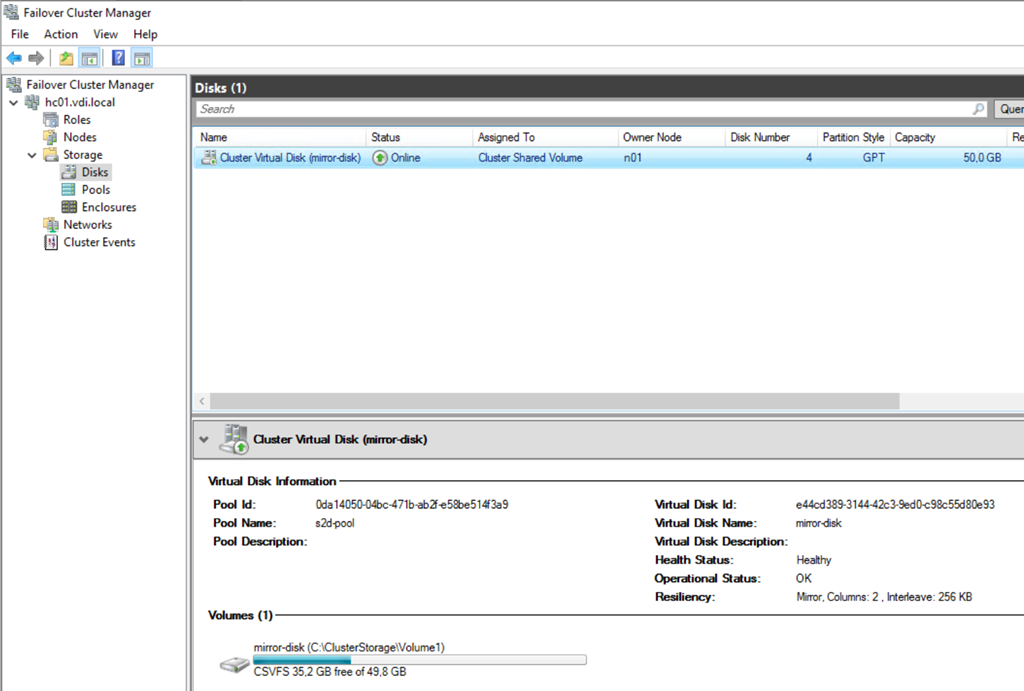 Failover Cluster Manager
File Action View Help
Failover Cluster Manager
hc01.vdi.local
Roles
Nodes
Storage
Disks
Pools
Enclosures
Networks
Cluster Events
Disks (1)
Search
Quer
Name Status Assigned To Owner Node Disk Number Partition Style Capacity Re
Cluster Virtual Disk (mirror-disk) Online Cluster Shared Volume n01 4 GPT 50,0 GB
Cluster Virtual Disk (mirror-disk)
Virtual Disk Information
Pool Id: 0da14050-04bc-471b-ab2f-e58be514f3a9
Pool Name: s2d-pool
Pool Description:
Virtual Disk Id: e44cd389-3144-42c3-9ed0-c98c55d80e93
Virtual Disk Name: mirror-disk
Virtual Disk Description:
Health Status: Healthy
Operational Status: OK
Resiliency: Mirror, Columns: 2 , Interleave: 256 KB
Volumes (1)
mirror-disk (C:\ClusterStorage\Volume1)
CSVFS 35,2 GB free of 49,8 GB